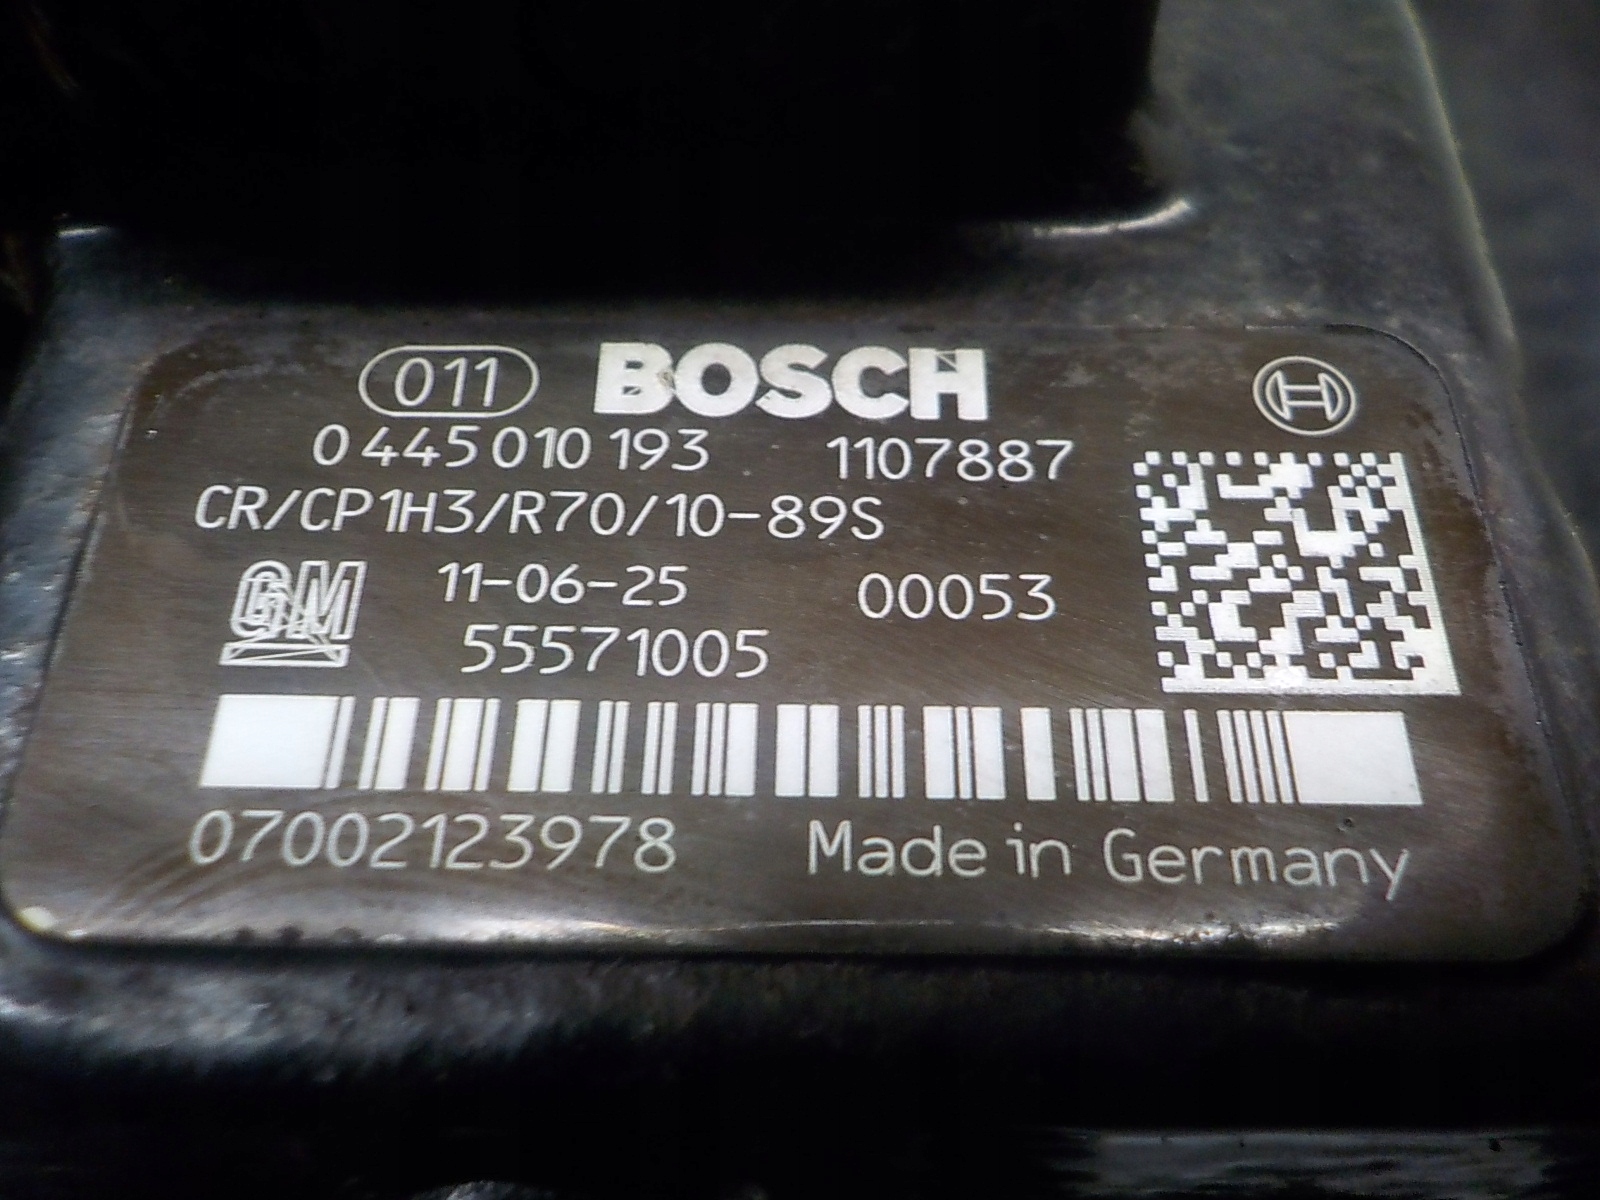 011 BOSCH
0 445 010 193 1107887
CR/CP1H3/R70/10-89S
GM 11-06-25 00053
55571005
07002123978 Made in Germany